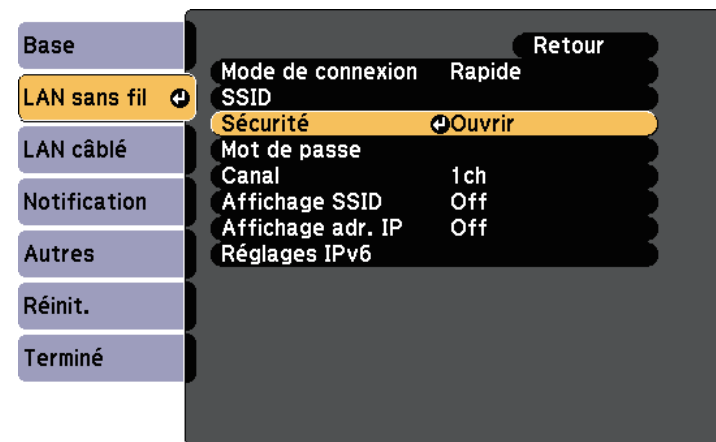 Base
LAN sans fil
LAN câblé
Notification
Autres
Réinit.
Terminé
Retour
Mode de connexion Rapide
SSID
Sécurité Ouvrir
Mot de passe
Canal 1ch
Affichage SSID Off
Affichage adr. IP Off
Réglages IPv6